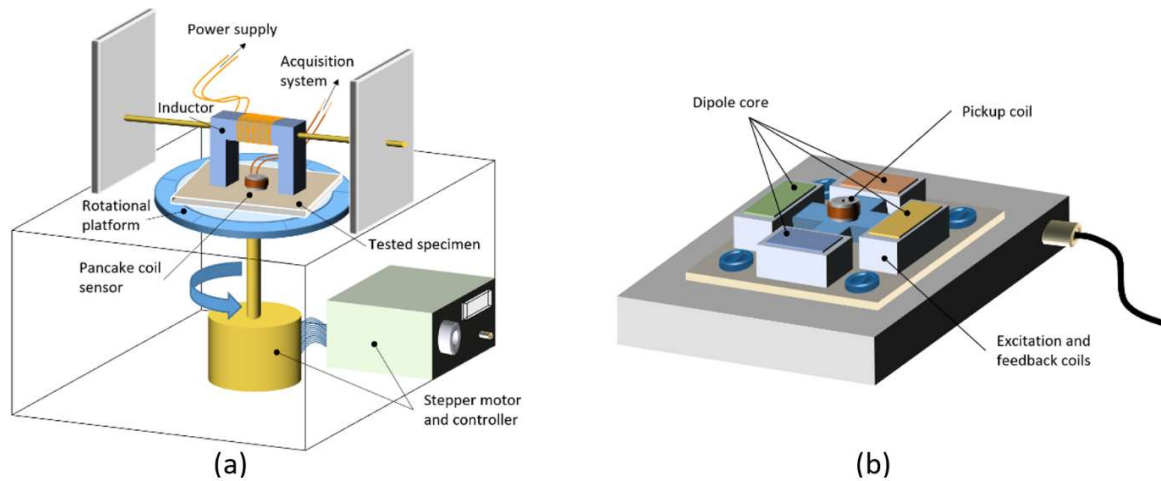 Power supply
Acquisition
system
Inductor
Rotational
platform
Tested specimen
Pancake coil
sensor
Stepper motor
and controller
(a)
Dipole core
Pickup coil
Excitation and
feedback coils
(b)